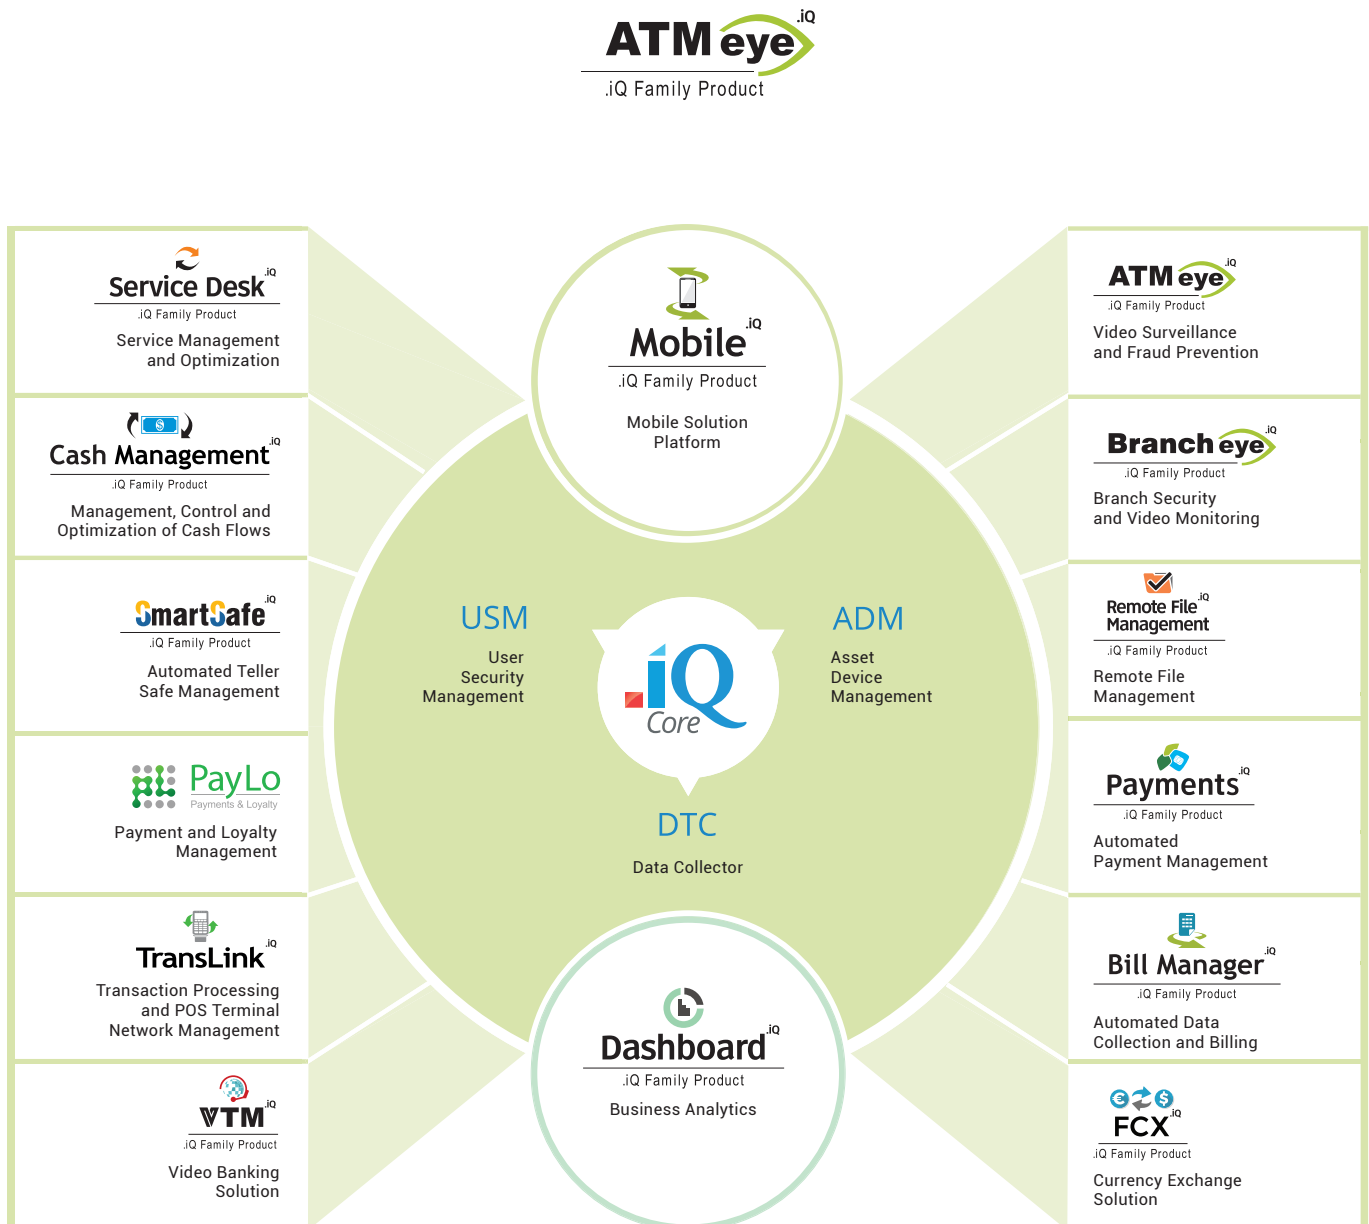 ATM eye .iQ
.iQ Family Product
Service Desk .iQ
.iQ Family Product
Service Management
and Optimization
Cash Management .iQ
.iQ Family Product
Management, Control and
Optimization of Cash Flows
SmartSafe .iQ
.iQ Family Product
Automated Teller
Safe Management
PayLo
Payments & Loyalty
Payment and Loyalty
Management
TransLink .iQ
Transaction Processing
and POS Terminal
Network Management
VTM .iQ
.iQ Family Product
Video Banking
Solution
Mobile .iQ
.iQ Family Product
Mobile Solution
Platform
USM
User
Security
Management
.iQ
Core
ADM
Asset
Device
Management
DTC
Data Collector
Dashboard .iQ
.iQ Family Product
Business Analytics
ATM eye .iQ
.iQ Family Product
Video Surveillance
and Fraud Prevention
Branch eye .iQ
.iQ Family Product
Branch Security
and Video Monitoring
Remote File .iQ
Management
.iQ Family Product
Remote File
Management
Payments .iQ
.iQ Family Product
Automated
Payment Management
Bill Manager .iQ
.iQ Family Product
Automated Data
Collection and Billing
€ $
FCX .iQ
.iQ Family Product
Currency Exchange
Solution